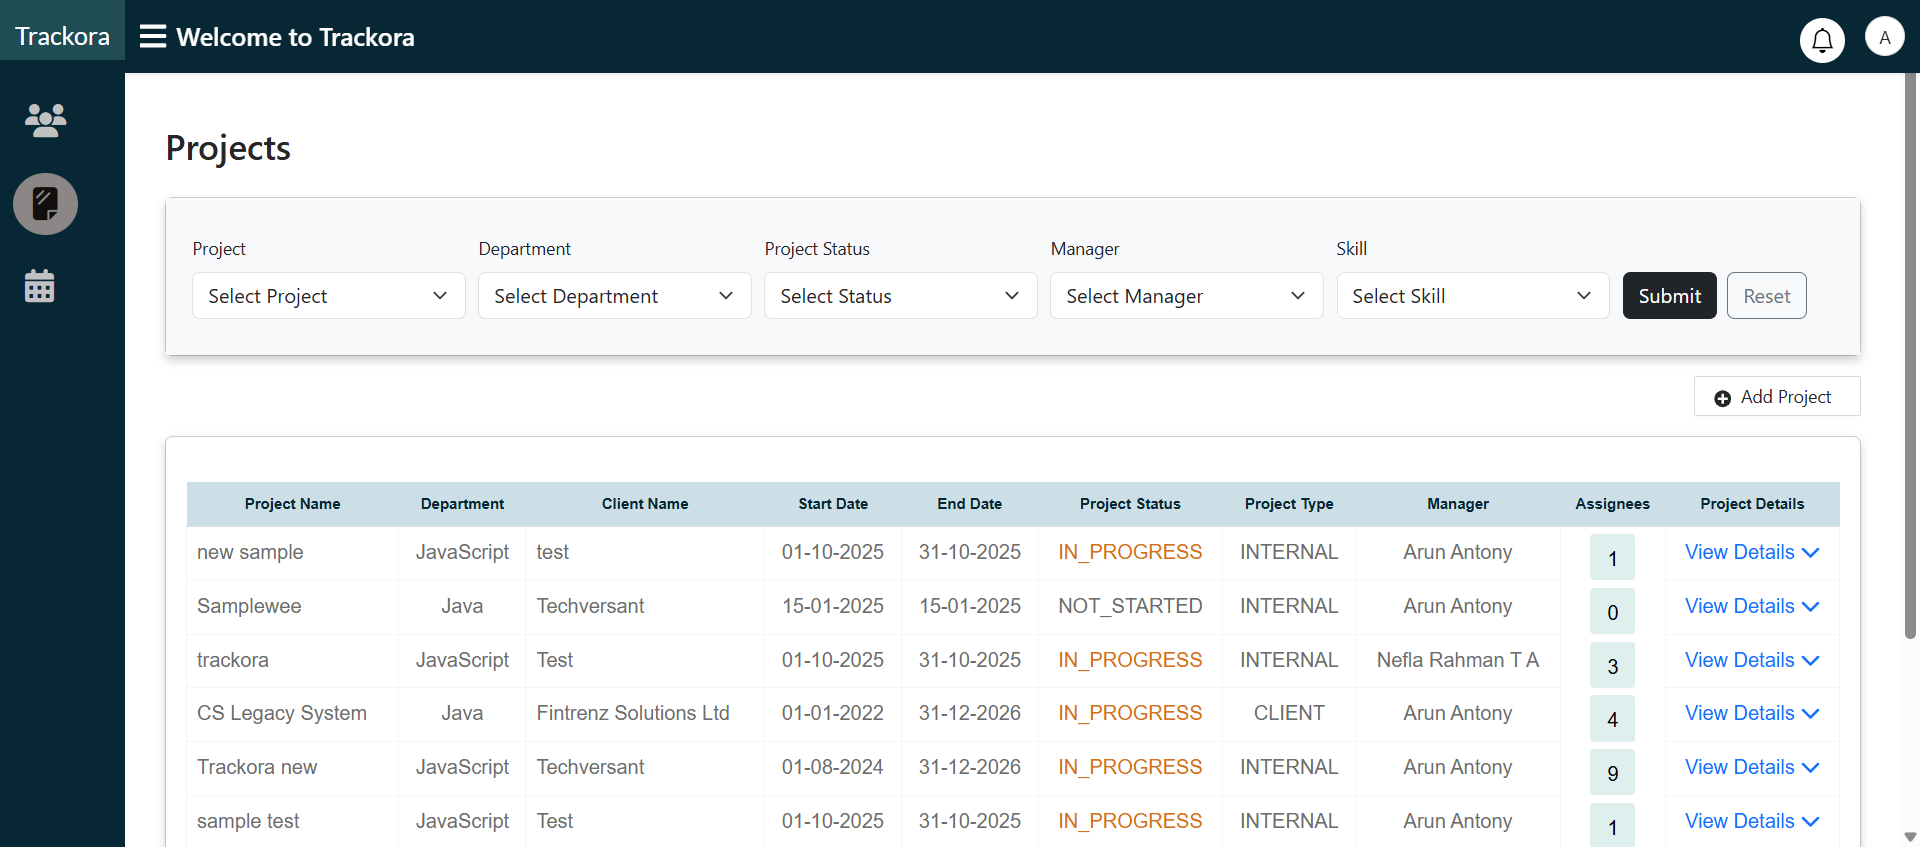 Trackora
Welcome to Trackora
A
Projects
Project Department Project Status Manager Skill
Select Project Select Department Select Status Select Manager Select Skill Submit Reset
Add Project
Project Name Department Client Name Start Date End Date Project Status Project Type Manager Assignees Project Details
new sample JavaScript test 01-10-2025 31-10-2025 IN_PROGRESS INTERNAL Arun Antony 1 View Details
Samplewee Java Techversant 15-01-2025 15-01-2025 NOT_STARTED INTERNAL Arun Antony 0 View Details
trackora JavaScript Test 01-10-2025 31-10-2025 IN_PROGRESS INTERNAL Nefla Rahman T A 3 View Details
CS Legacy System Java Fintrenz Solutions Ltd 01-01-2022 31-12-2026 IN_PROGRESS CLIENT Arun Antony 4 View Details
Trackora new JavaScript Techversant 01-08-2024 31-12-2026 IN_PROGRESS INTERNAL Arun Antony 9 View Details
sample test JavaScript Test 01-10-2025 31-10-2025 IN_PROGRESS INTERNAL Arun Antony 1 View Details